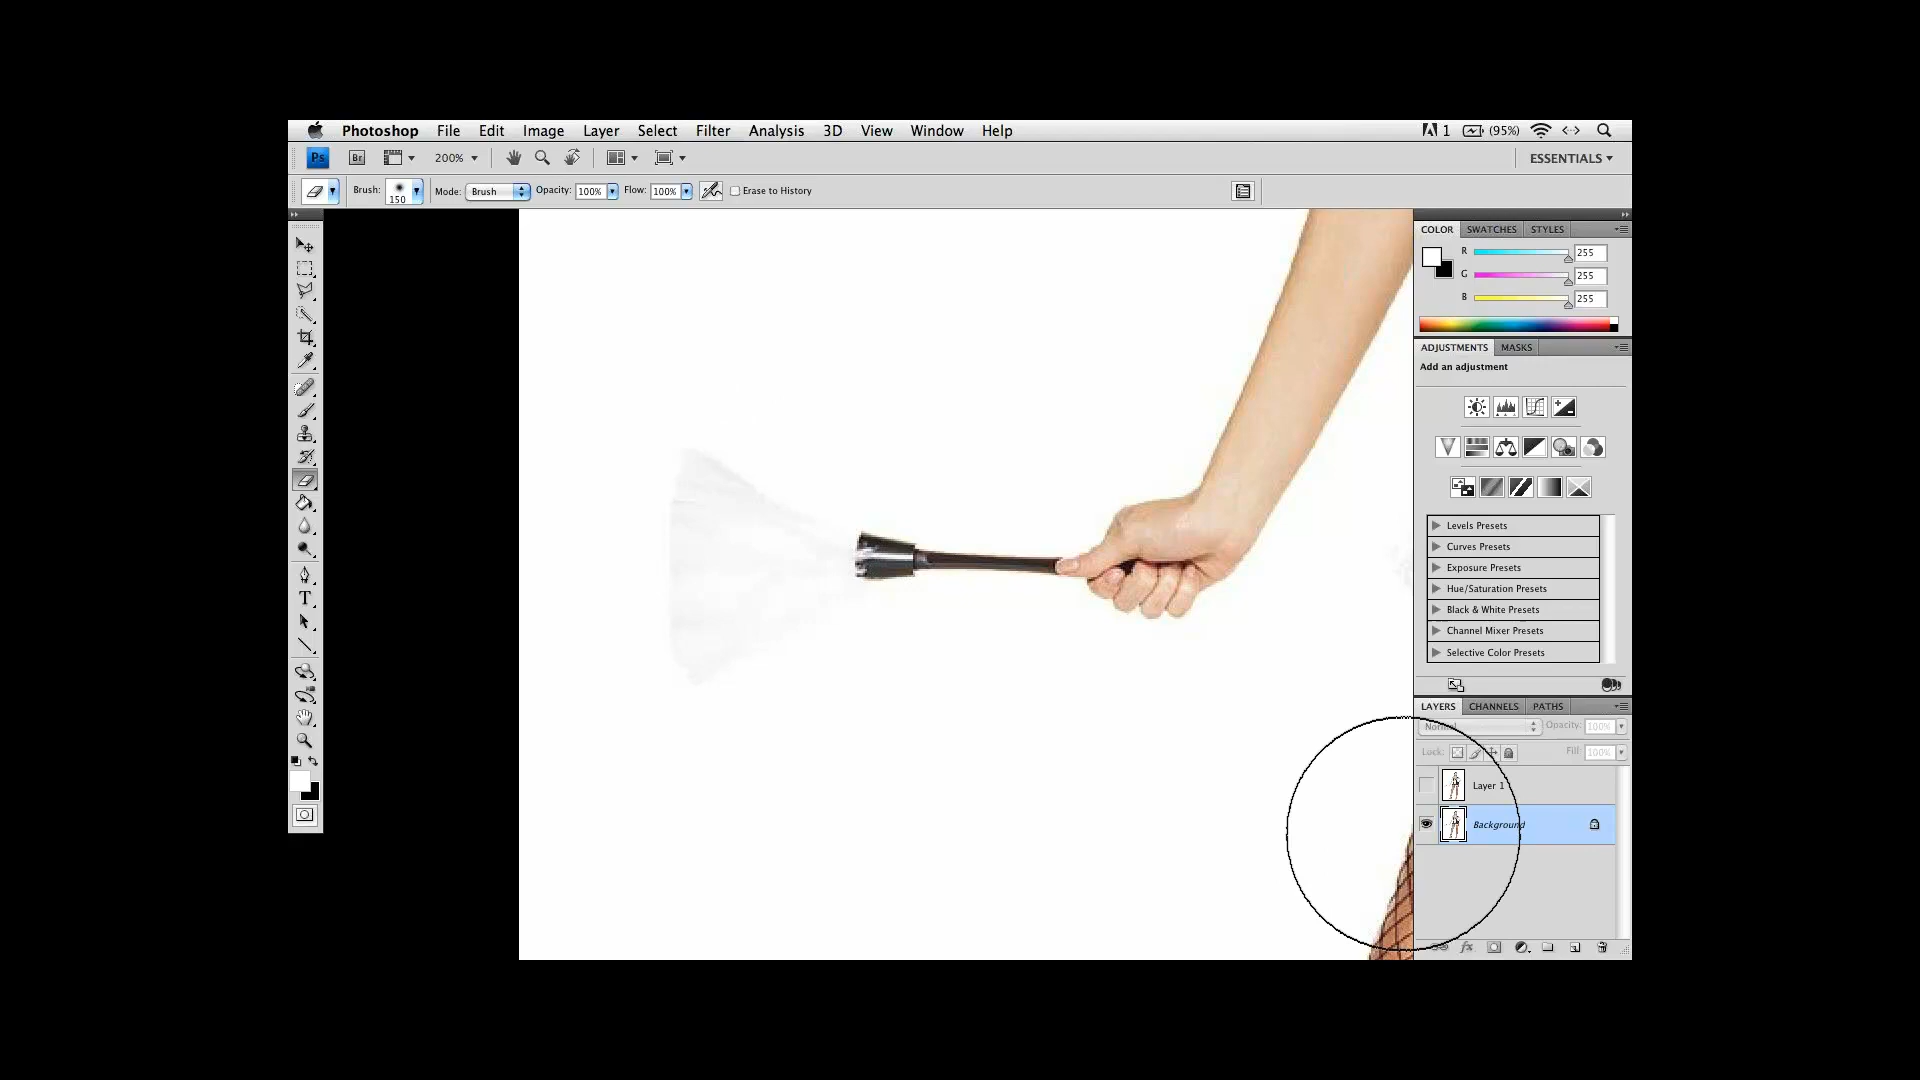 Photoshop File Edit Image Layer Select Filter Analysis 3D View Window Help 1 (95%)
Ps Br 200% ESSENTIALS
Brush: 150 Mode: Brush Opacity: 100% Flow: 100% Erase to History
COLOR SWATCHES STYLES
R 255
G 255
B 255
ADJUSTMENTS MASKS
Add an adjustment
Levels Presets
Curves Presets
Exposure Presets
Hue/Saturation Presets
Black & White Presets
Channel Mixer Presets
Selective Color Presets
LAYERS CHANNELS PATHS
Normal Opacity: 100%
Lock: Fill: 100%
Layer 1
Background
fx
T